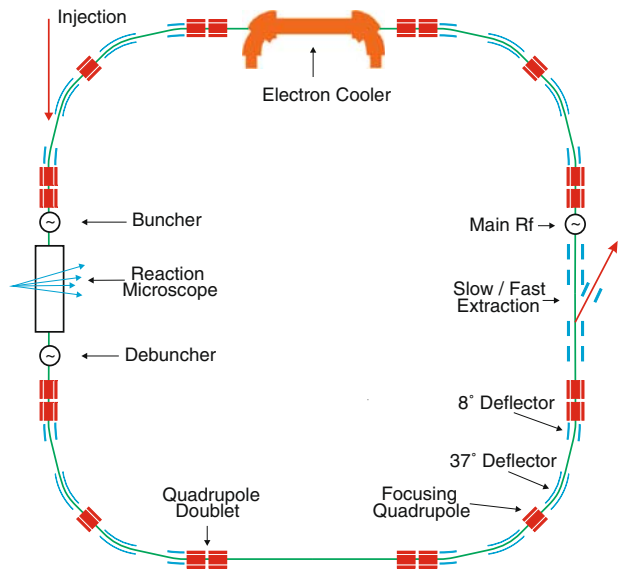 Injection
Electron Cooler
Buncher
~
Main Rf
~
Reaction
Microscope
Slow / Fast
Extraction
Debuncher
~
8° Deflector
37° Deflector
Quadrupole
Doublet
Focusing
Quadrupole